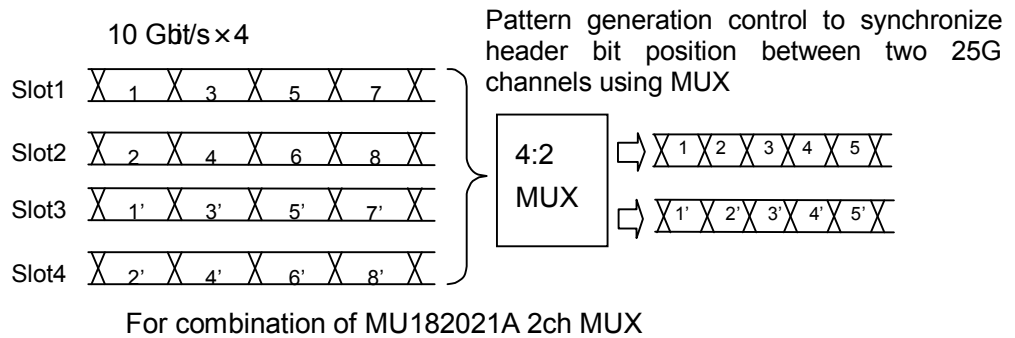 10 Gbit/s×4
Pattern generation control to synchronize
header bit position between two 25G
channels using MUX
Slot1 1 3 5 7
Slot2 2 4 6 8
Slot3 1’ 3’ 5’ 7’
Slot4 2’ 4’ 6’ 8’
4:2
MUX
1 2 3 4 5
1’ 2’ 3’ 4’ 5’
For combination of MU182021A 2ch MUX